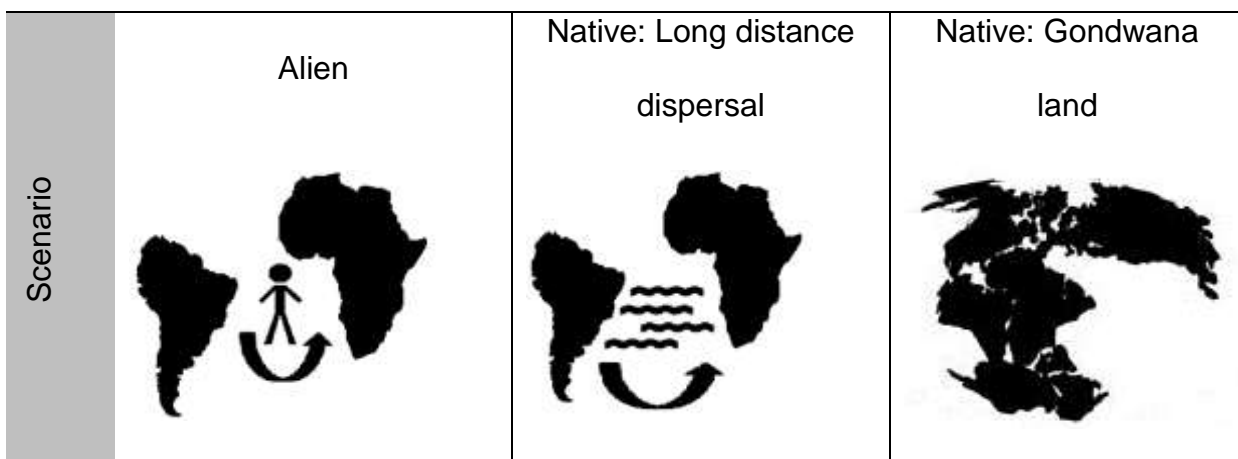 Scenario
Alien
Native: Long distance
dispersal
Native: Gondwana
land